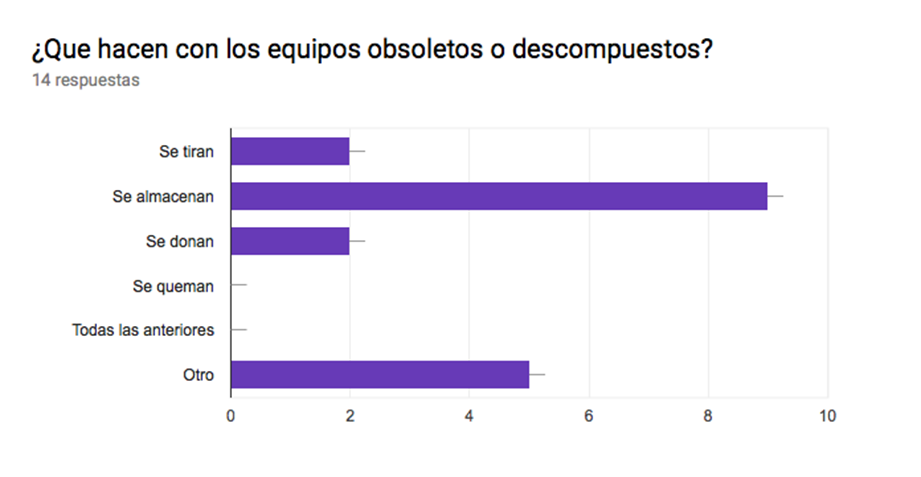 ¿Que hacen con los equipos obsoletos o descompuestos?
14 respuestas
Se tiran
Se almacenan
Se donan
Se queman
Todas las anteriores
Otro
0 2 4 6 8 10